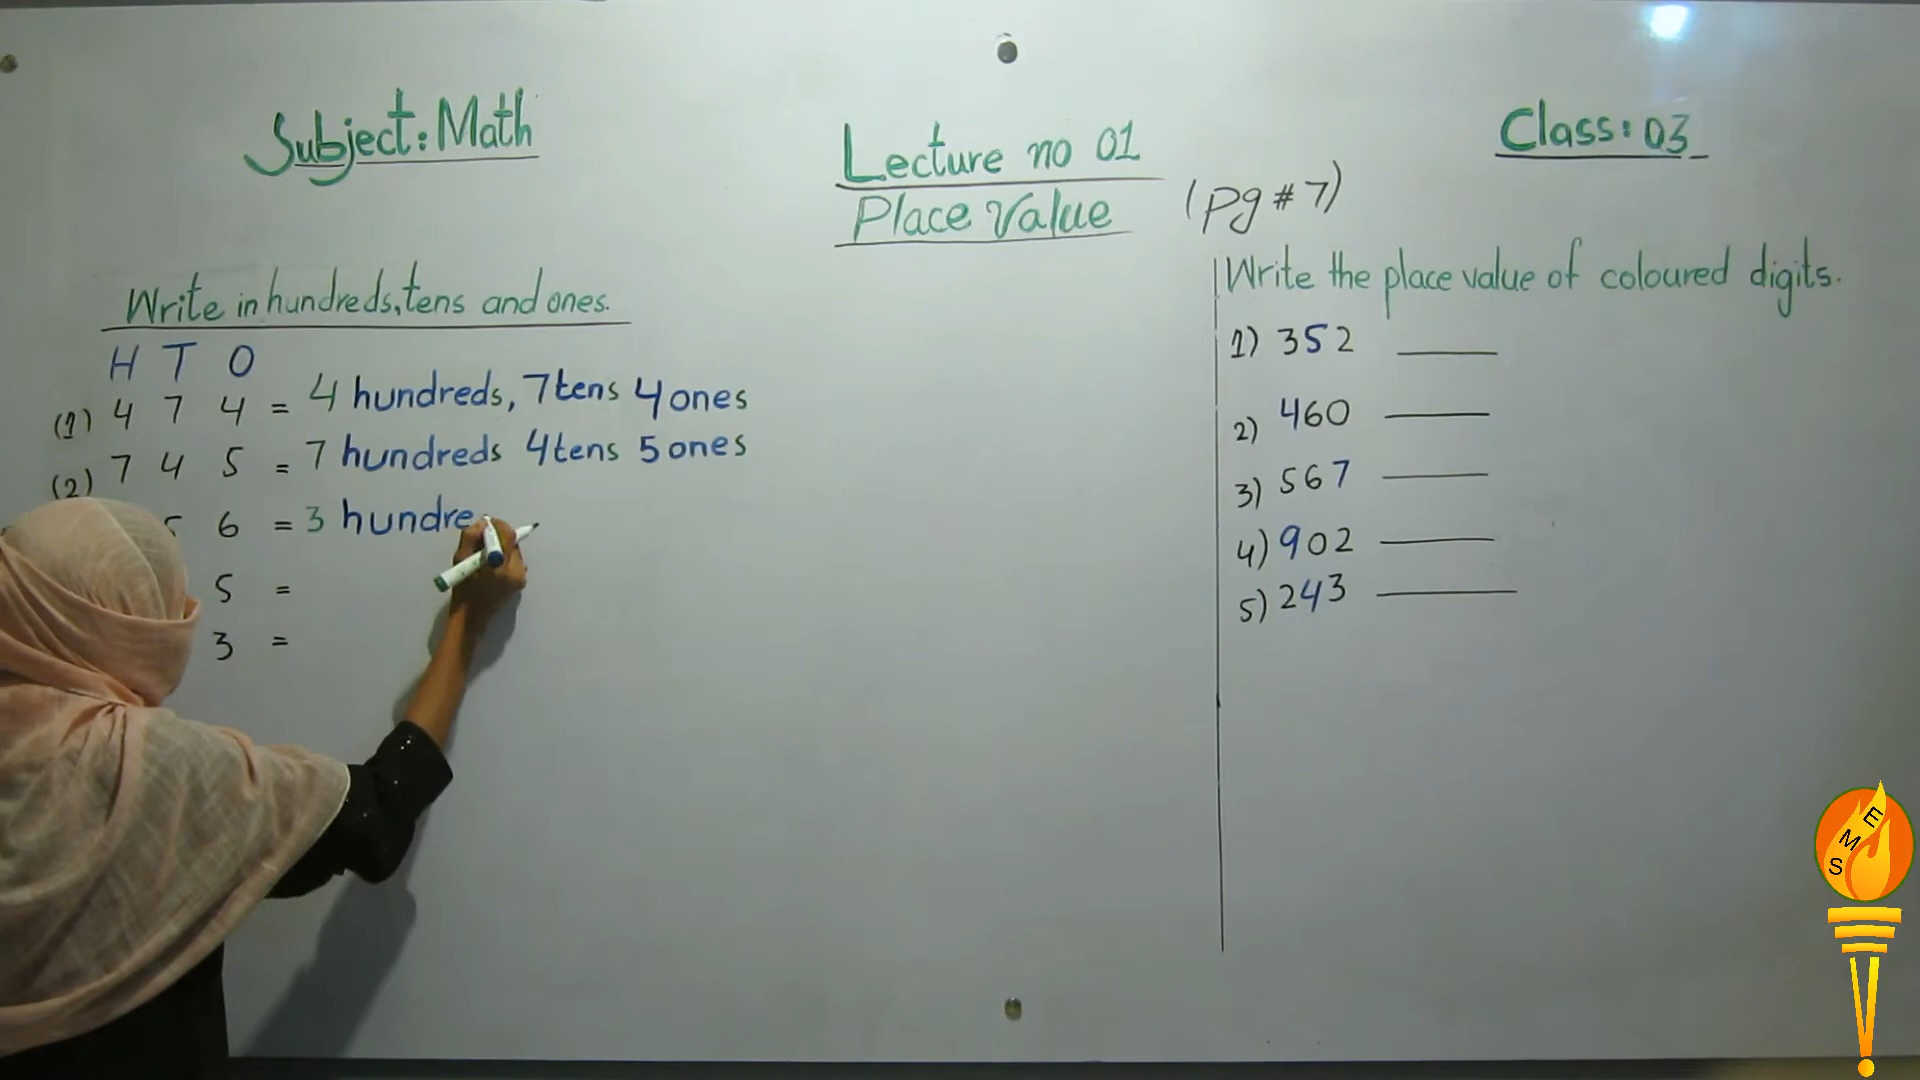 Subject: Math
Lecture no 01
Class: 03
Place Value
(pg # 7)
Write in hundreds, tens and ones.
H T O
(1) 4 7 4 = 4 hundreds, 7 tens 4 ones
(2) 7 4 5 = 7 hundreds 4 tens 5 ones
5 6 = 3 hundre
5 =
3 =
Write the place value of coloured digits.
1) 352
2) 460
3) 567
4) 902
5) 243
S M E